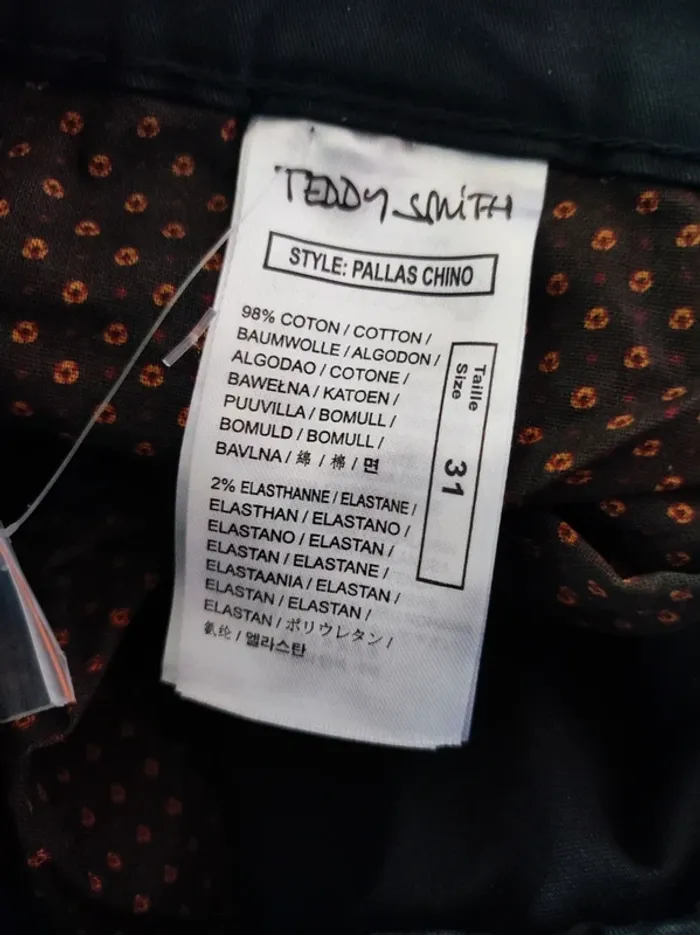 TEDDY SMITH
STYLE: PALLAS CHINO
98% COTON / COTTON /
BAUMWOLLE / ALGODON /
ALGODAO / COTONE /
BAWEŁNA / KATOEN /
PUUVILLA / BOMULL /
BOMULD / BOMULL /
BAVLNA / 綿 / 棉 / 면
2% ELASTHANNE / ELASTANE /
ELASTHAN / ELASTANO /
ELASTANO / ELASTAN /
ELASTAN / ELASTANE /
ELASTAANIA / ELASTAN /
ELASTAN / ELASTAN /
ELASTAN / ポリウレタン /
氨纶 / 엘라스탄
Taille
Size
31